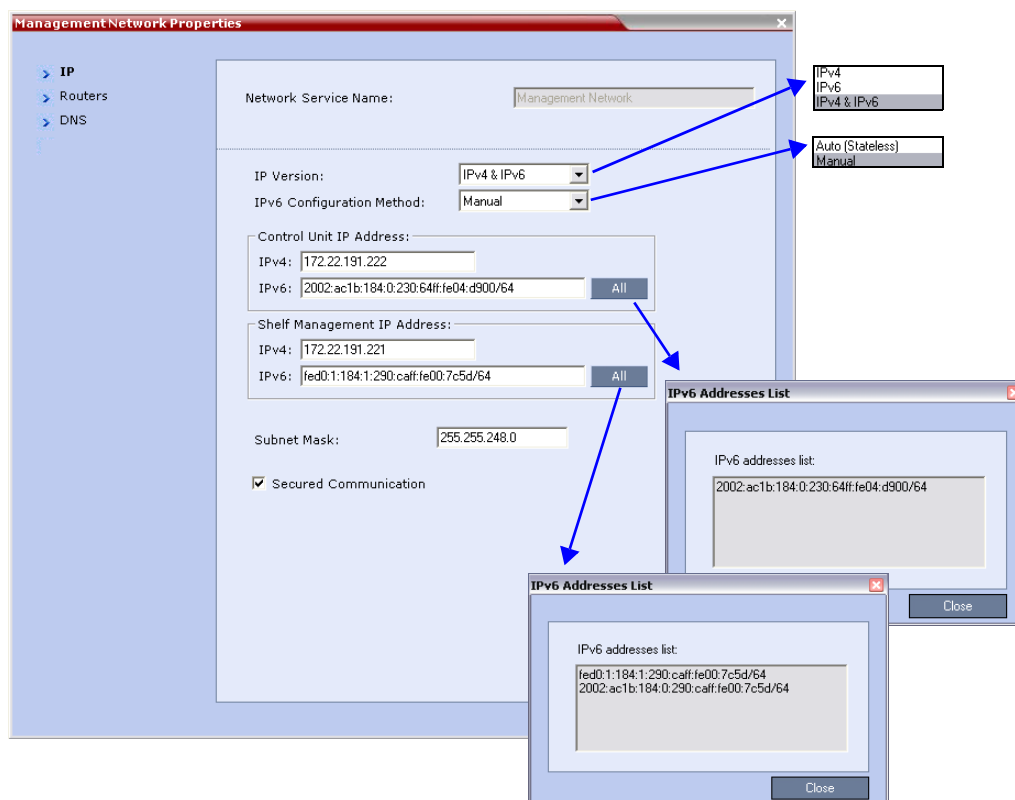 Management Network Properties
IP
Routers
DNS
Network Service Name: Management Network
IP Version: IPv4 & IPv6
IPv6 Configuration Method: Manual
Control Unit IP Address:
IPv4: 172.22.191.222
IPv6: 2002:ac1b:184:0:230:64ff:fe04:d900/64 All
Shelf Management IP Address:
IPv4: 172.22.191.221
IPv6: fed0:1:184:1:290:caff:fe00:7c5d/64 All
Subnet Mask: 255.255.248.0
Secured Communication
IPv4
IPv6
IPv4 & IPv6
Auto (Stateless)
Manual
IPv6 Addresses List
IPv6 addresses list:
2002:ac1b:184:0:230:64ff:fe04:d900/64
Close
IPv6 Addresses List
IPv6 addresses list:
fed0:1:184:1:290:caff:fe00:7c5d/64
2002:ac1b:184:0:290:caff:fe00:7c5d/64
Close